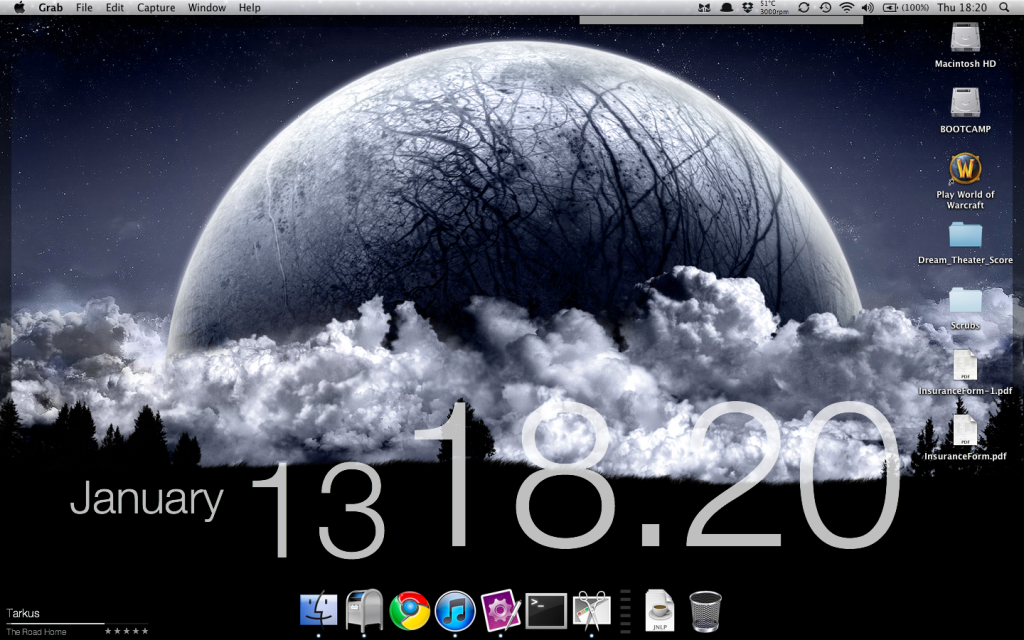 Grab File Edit Capture Window Help
51°C
3000rpm
(100%) Thu 18:20
Macintosh HD
BOOTCAMP
W
Play World of
Warcraft
Dream_Theater_Score
Scrubs
PDF
InsuranceForm-1.pdf
PDF
InsuranceForm.pdf
January 13 18.20
Tarkus
The Road Home
>_
JNLP